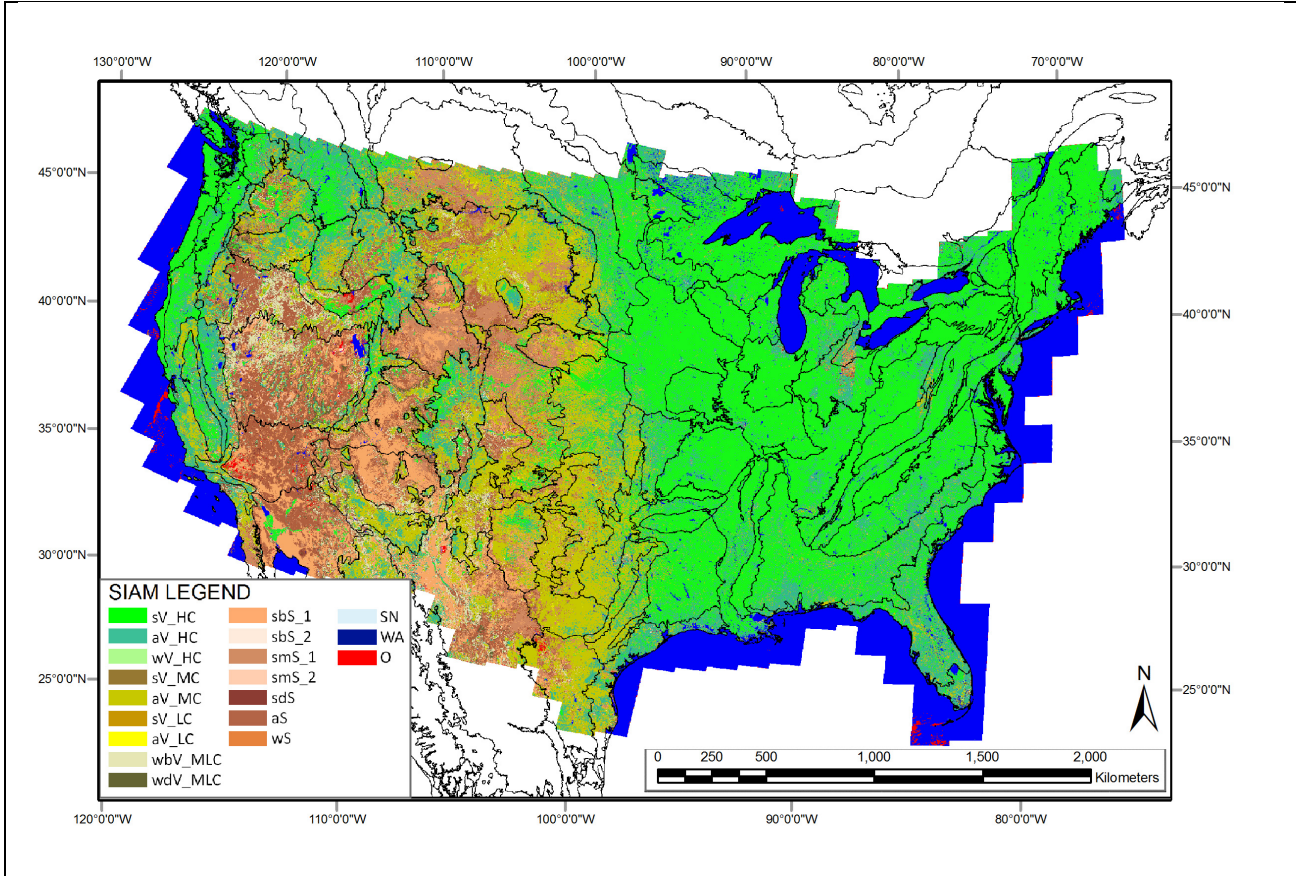 130°0'0"W 120°0'0"W 110°0'0"W 100°0'0"W 90°0'0"W 80°0'0"W 70°0'0"W
45°0'0"N 45°0'0"N
40°0'0"N 40°0'0"N
35°0'0"N 35°0'0"N
30°0'0"N 30°0'0"N
25°0'0"N 25°0'0"N
SIAM LEGEND
sV_HC
aV_HC
wV_HC
sV_MC
aV_MC
sV_LC
aV_LC
wbV_MLC
wdV_MLC
sbS_1
sbS_2
smS_1
smS_2
sdS
aS
wS
SN
WA
O
N
0 250 500 1,000 1,500 2,000
Kilometers
120°0'0"W 110°0'0"W 100°0'0"W 90°0'0"W 80°0'0"W